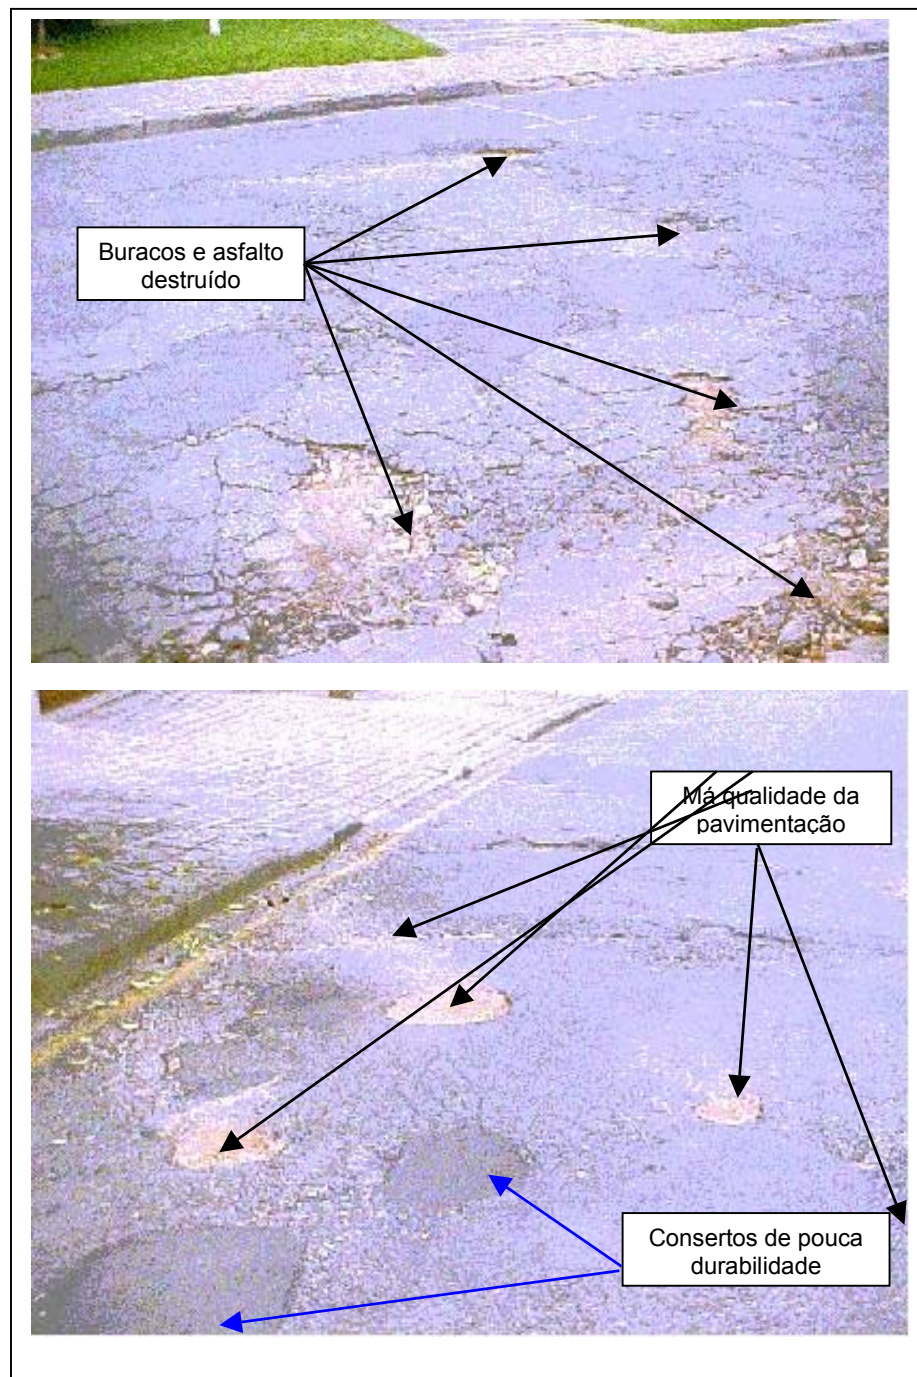 Buracos e asfalto
destruído
Má qualidade da
pavimentação
Consertos de pouca
durabilidade